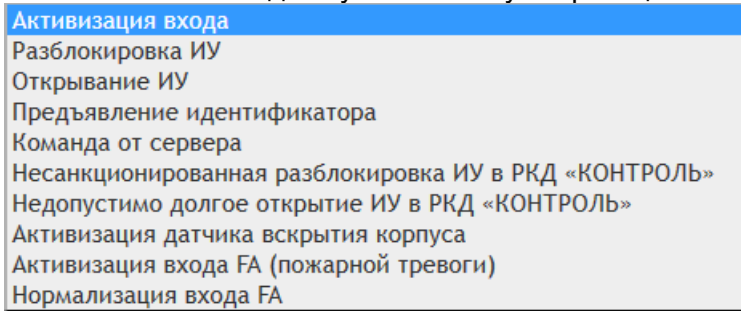 Активизация входа
Разблокировка ИУ
Открывание ИУ
Предъявление идентификатора
Команда от сервера
Несанкционированная разблокировка ИУ в РКД «КОНТРОЛЬ»
Недопустимо долгое открытие ИУ в РКД «КОНТРОЛЬ»
Активизация датчика вскрытия корпуса
Активизация входа FA (пожарной тревоги)
Нормализация входа FA